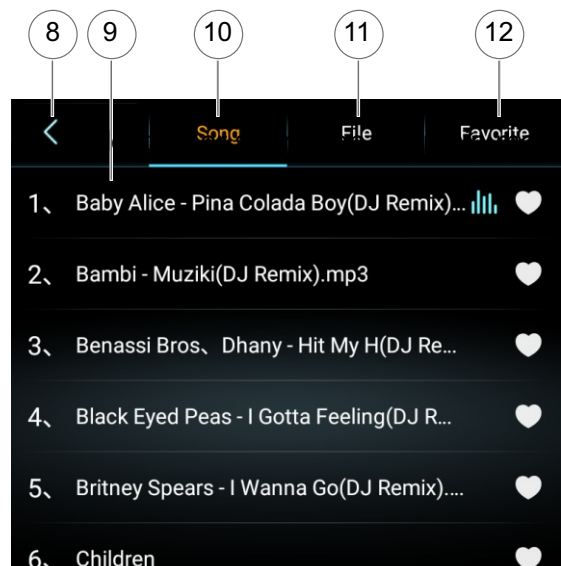 8 9 10 11 12
Song File Favorite
1、 Baby Alice - Pina Colada Boy(DJ Remix)...
2、 Bambi - Muziki(DJ Remix).mp3
3、 Benassi Bros、Dhany - Hit My H(DJ Re...
4、 Black Eyed Peas - I Gotta Feeling(DJ R...
5、 Britney Spears - I Wanna Go(DJ Remix)....
6、 Children